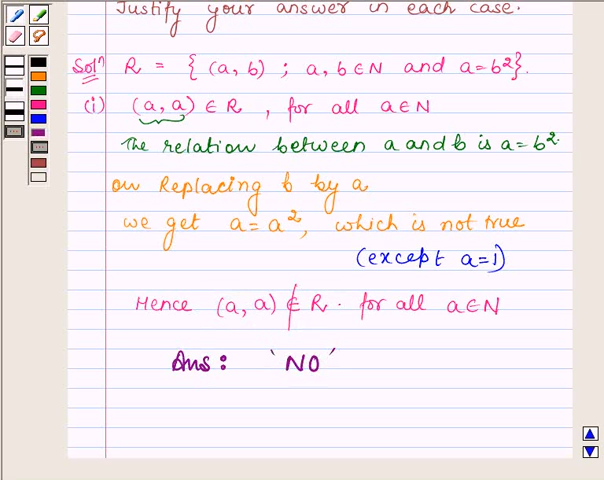 Justify your answer in each case.
Solⁿ R = { (a, b) ; a, b ∈ N and a = b² }.
(i) (a, a) ∈ R , for all a ∈ N
The relation between a and b is a = b².
on Replacing b by a
we get a = a², which is not true
(except a=1)
Hence (a, a) ∉ R . for all a ∈ N
Ans : 'NO'